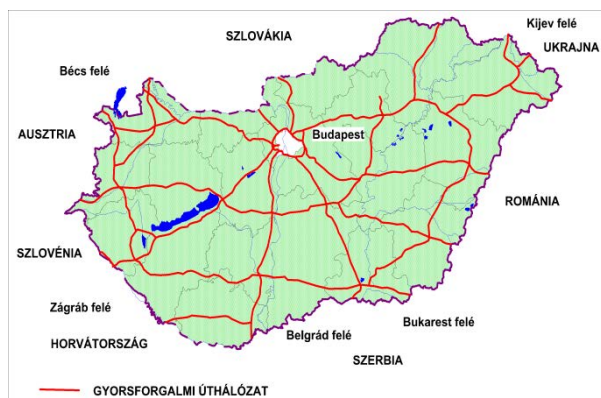 SZLOVÁKIA
Kijev felé
UKRAJNA
Bécs felé
AUSZTRIA
Budapest
ROMÁNIA
SZLOVÉNIA
Zágráb felé
HORVÁTORSZÁG
Belgrád felé
Bukarest felé
SZERBIA
GYORSFORGALMI ÚTHÁLÓZAT